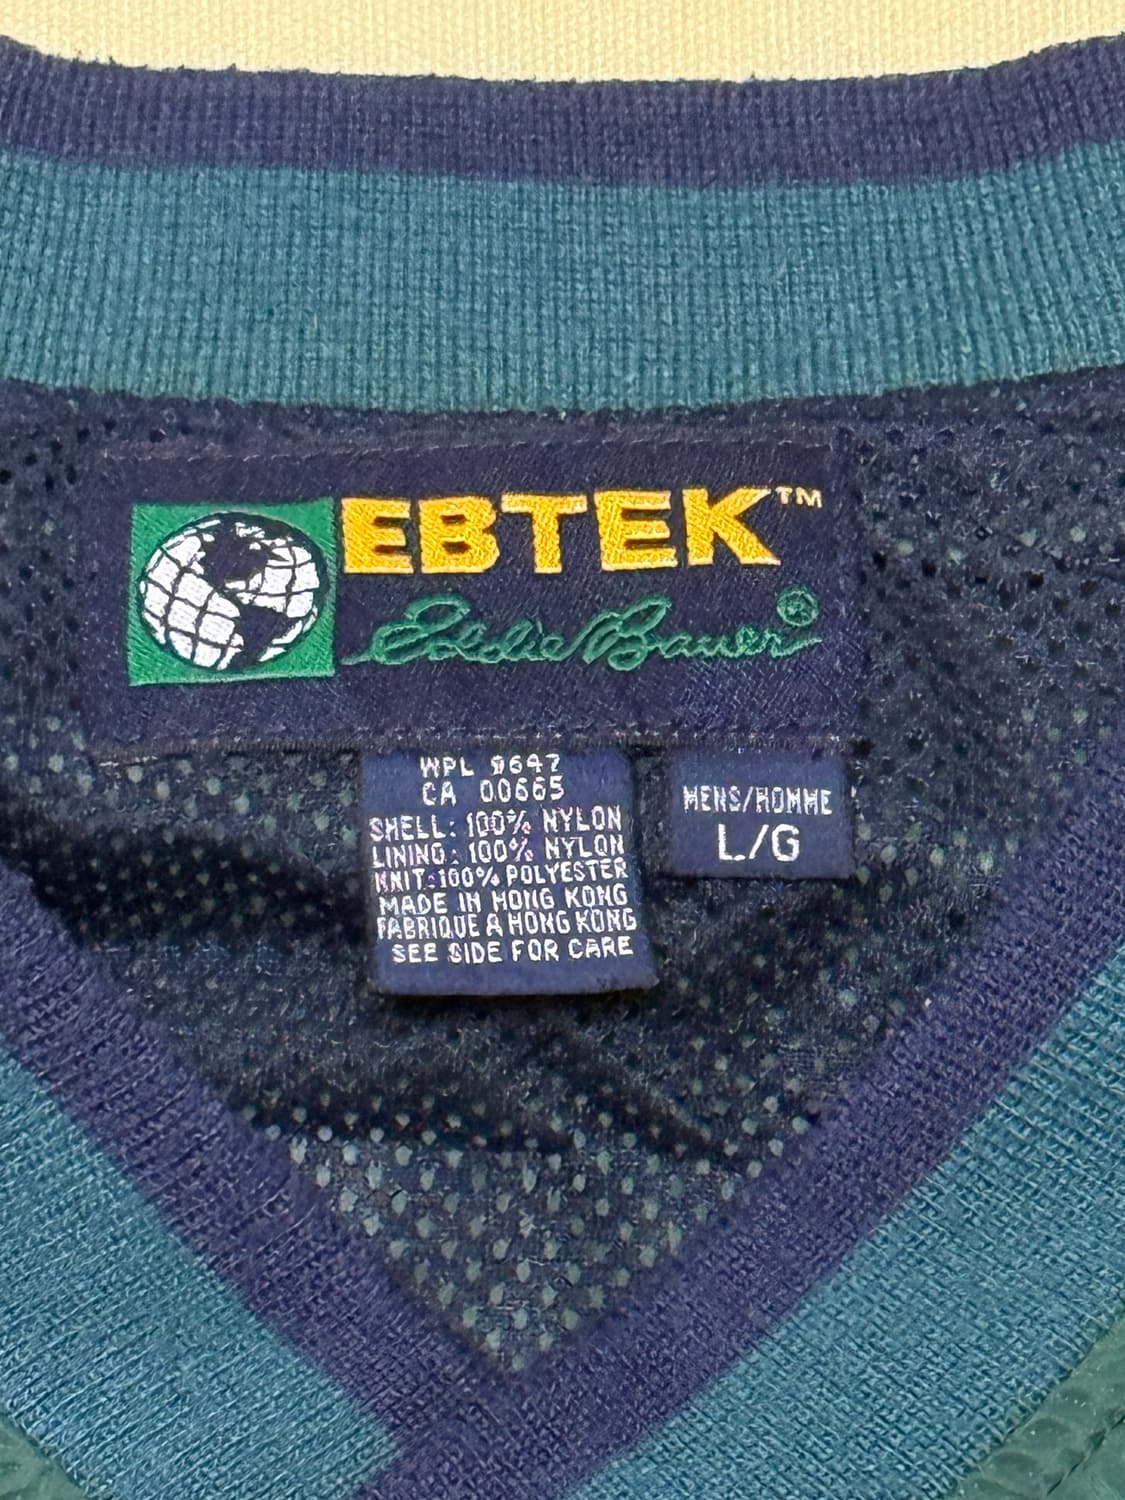 EBTEK™
Eddie Bauer®
WPL 9647
CA 00665
SHELL: 100% NYLON
LINING: 100% NYLON
KNIT: 100% POLYESTER
MADE IN HONG KONG
FABRIQUE A HONG KONG
SEE SIDE FOR CARE
MENS/HOMME
L/G